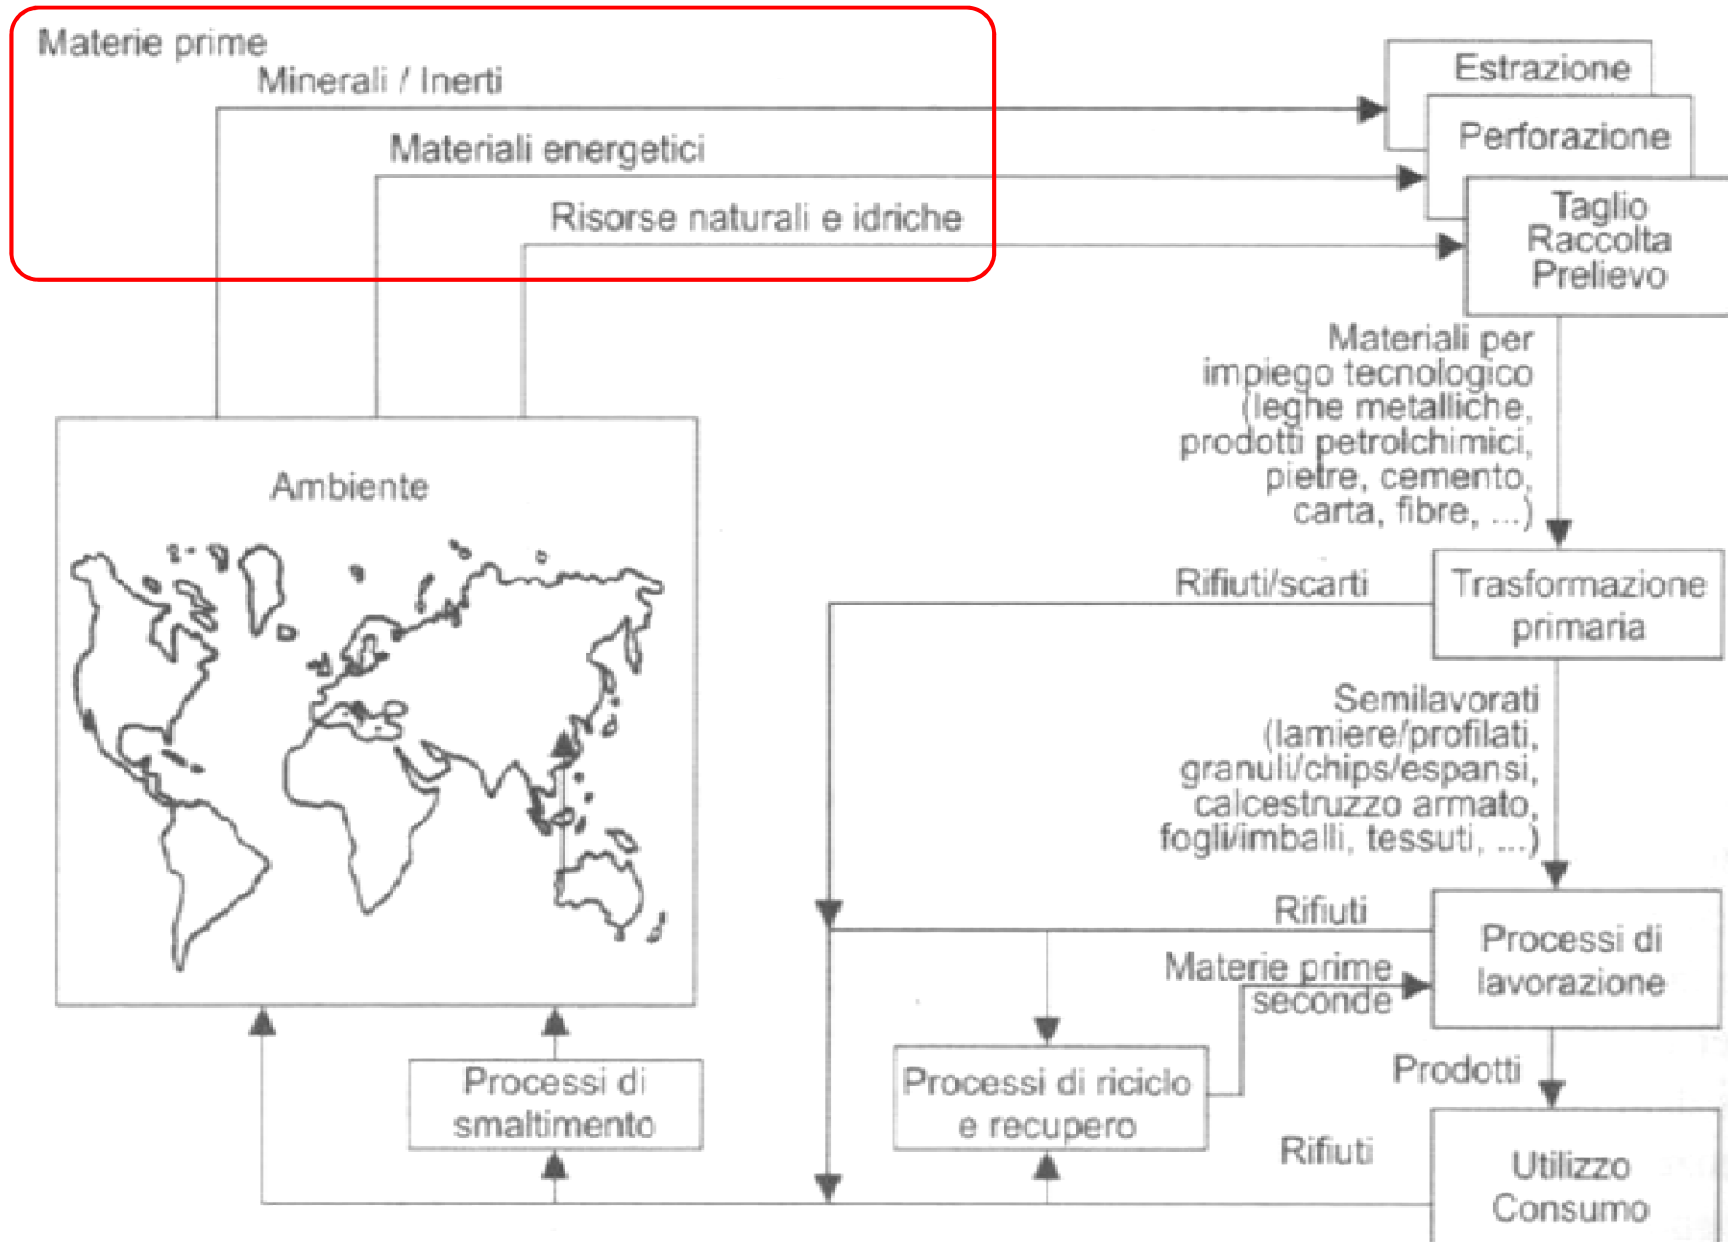 Materie prime
Minerali / Inerti
Materiali energetici
Risorse naturali e idriche
Estrazione
Perforazione
Taglio
Raccolta
Prelievo
Materiali per
impiego tecnologico
(leghe metalliche,
prodotti petrolchimici,
pietre, cemento,
carta, fibre, ...)
Ambiente
Rifiuti/scarti
Trasformazione
primaria
Semilavorati
(lamiere/profilati,
granuli/chips/espansi,
calcestruzzo armato,
fogli/imballi, tessuti, ...)
Rifiuti
Processi di
lavorazione
Materie prime
seconde
Prodotti
Processi di
smaltimento
Processi di riciclo
e recupero
Rifiuti
Utilizzo
Consumo